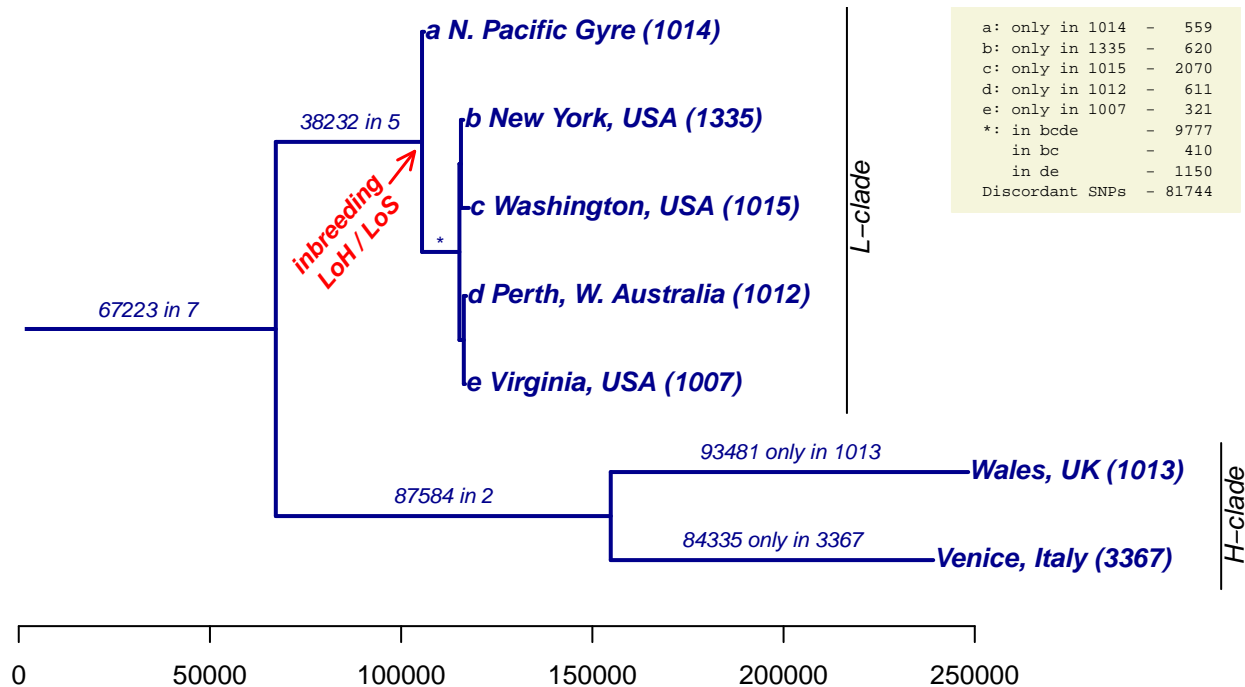 a N. Pacific Gyre (1014)
38232 in 5
b New York, USA (1335)
inbreeding
LoH / LoS
c Washington, USA (1015)
*
d Perth, W. Australia (1012)
67223 in 7
e Virginia, USA (1007)
L−clade
93481 only in 1013
Wales, UK (1013)
87584 in 2
84335 only in 3367
Venice, Italy (3367)
H−clade
a: only in 1014 − 559
b: only in 1335 − 620
c: only in 1015 − 2070
d: only in 1012 − 611
e: only in 1007 − 321
*: in bcde − 9777
in bc − 410
in de − 1150
Discordant SNPs − 81744
0 50000 100000 150000 200000 250000